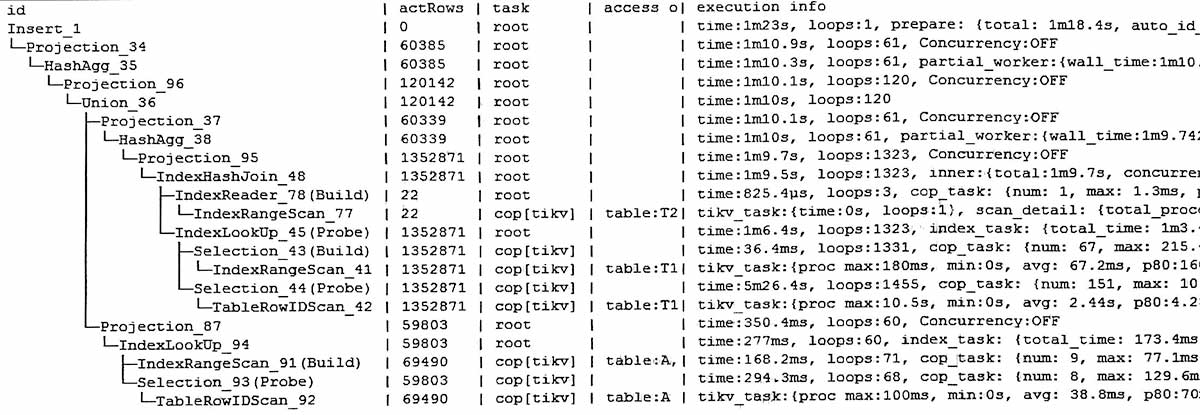 id | actRows | task | access o| execution info
Insert_1 | 0 | root | | time:1m23s, loops:1, prepare: {total: 1m18.4s, auto_id_
└─Projection_34 | 60385 | root | | time:1m10.9s, loops:61, Concurrency:OFF
└─HashAgg_35 | 60385 | root | | time:1m10.3s, loops:61, partial_worker:{wall_time:1m10.
└─Projection_96 | 120142 | root | | time:1m10.1s, loops:120, Concurrency:OFF
└─Union_36 | 120142 | root | | time:1m10s, loops:120
├─Projection_37 | 60339 | root | | time:1m10.1s, loops:61, Concurrency:OFF
│ └─HashAgg_38 | 60339 | root | | time:1m10s, loops:61, partial_worker:{wall_time:1m9.742
│ └─Projection_95 | 1352871 | root | | time:1m9.7s, loops:1323, Concurrency:OFF
│ └─IndexHashJoin_48 | 1352871 | root | | time:1m9.5s, loops:1323, inner:{total:1m9.7s, concurre
│ ├─IndexReader_78(Build) | 22 | root | | time:825.4µs, loops:3, cop_task: {num: 1, max: 1.3ms, p
│ │ └─IndexRangeScan_77 | 22 | cop[tikv] | table:T2| tikv_task:{time:0s, loops:1}, scan_detail: {total_proc
│ └─IndexLookUp_45(Probe) | 1352871 | root | | time:1m6.4s, loops:1323, index_task: {total_time: 1m3.
│ ├─Selection_43(Build) | 1352871 | cop[tikv] | | time:36.4ms, loops:1331, cop_task: {num: 67, max: 215.
│ │ └─IndexRangeScan_41 | 1352871 | cop[tikv] | table:T1| tikv_task:{proc max:180ms, min:0s, avg: 67.2ms, p80:16
│ └─Selection_44(Probe) | 1352871 | cop[tikv] | | time:5m26.4s, loops:1455, cop_task: {num: 151, max: 10
│ └─TableRowIDScan_42 | 1352871 | cop[tikv] | table:T1| tikv_task:{proc max:10.5s, min:0s, avg: 2.44s, p80:4.2
└─Projection_87 | 59803 | root | | time:350.4ms, loops:60, Concurrency:OFF
└─IndexLookUp_94 | 59803 | root | | time:277ms, loops:60, index_task: {total_time: 173.4ms
├─IndexRangeScan_91(Build) | 69490 | cop[tikv] | table:A,| time:168.2ms, loops:71, cop_task: {num: 9, max: 77.1ms
└─Selection_93(Probe) | 59803 | cop[tikv] | | time:294.3ms, loops:68, cop_task: {num: 8, max: 129.6m
└─TableRowIDScan_92 | 69490 | cop[tikv] | table:A | tikv_task:{proc max:100ms, min:0s, avg: 38.8ms, p80:70